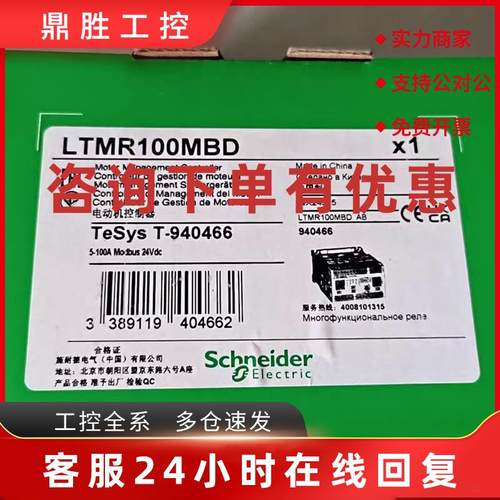 鼎胜工控
实力商家
支持公对公
免费开票
LTMR100MBD
x1
Motor Management Controller
Made in China
咨询下单有优惠
电动机控制器
TeSys T-940466
5-100A Modbus 24Vdc
LTMR100MBD AB
940466
3 389119 404662
服务热线: 4008101315
Многофункциональное реле
合格证
施耐德电气(中国)有限公司
地址:北京市朝阳区望京东路六号A座
产品合格 准予出厂 检验QC
Schneider
Electric
工控全系 多仓速发
客服24小时在线回复